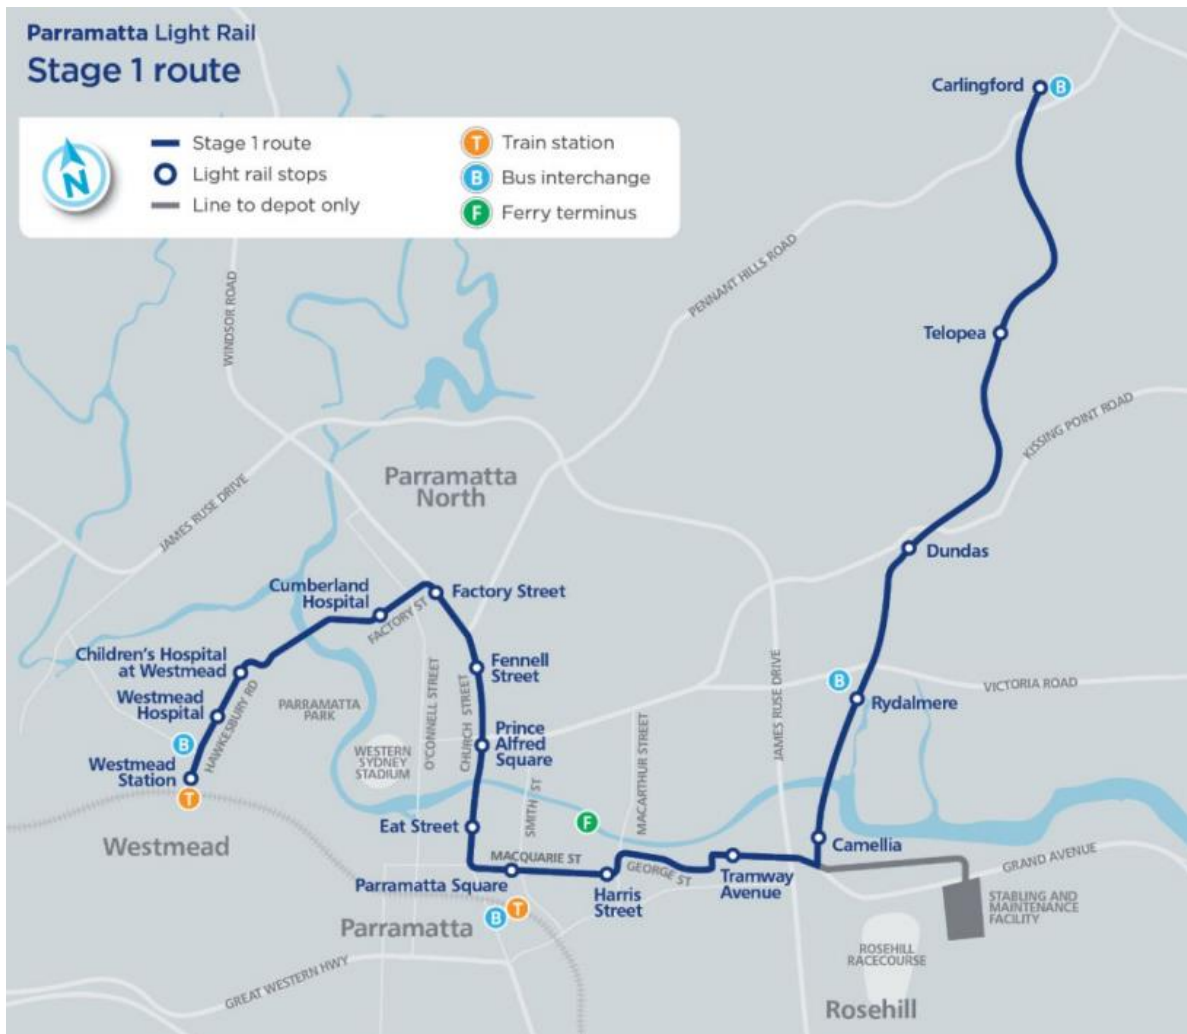 Parramatta Light Rail
Stage 1 route
N
Stage 1 route
Light rail stops
Line to depot only
T Train station
B Bus interchange
F Ferry terminus
Carlingford
B
WINDSOR ROAD
PENNANT HILLS ROAD
Telopea
KISSING POINT ROAD
JAMES RUSE DRIVE
Parramatta
North
Dundas
Cumberland
Hospital
FACTORY ST
Factory Street
Children's Hospital
at Westmead
Fennell
Street
Westmead
Hospital
HAWKESBURY RD
PARRAMATTA
PARK
O'CONNELL STREET
CHURCH STREET
JAMES RUSE DRIVE
B
Rydalmere
VICTORIA ROAD
B
Westmead
Station
T
WESTERN
SYDNEY
STADIUM
Prince
Alfred
Square
SMITH ST
MACARTHUR STREET
F
Westmead
Eat Street
MACQUARIE ST
Parramatta Square
Harris
Street
GEORGE ST
Tramway
Avenue
Camellia
GRAND AVENUE
STABLING AND
MAINTENANCE
FACILITY
B
T
Parramatta
GREAT WESTERN HWY
ROSEHILL
RACECOURSE
Rosehill